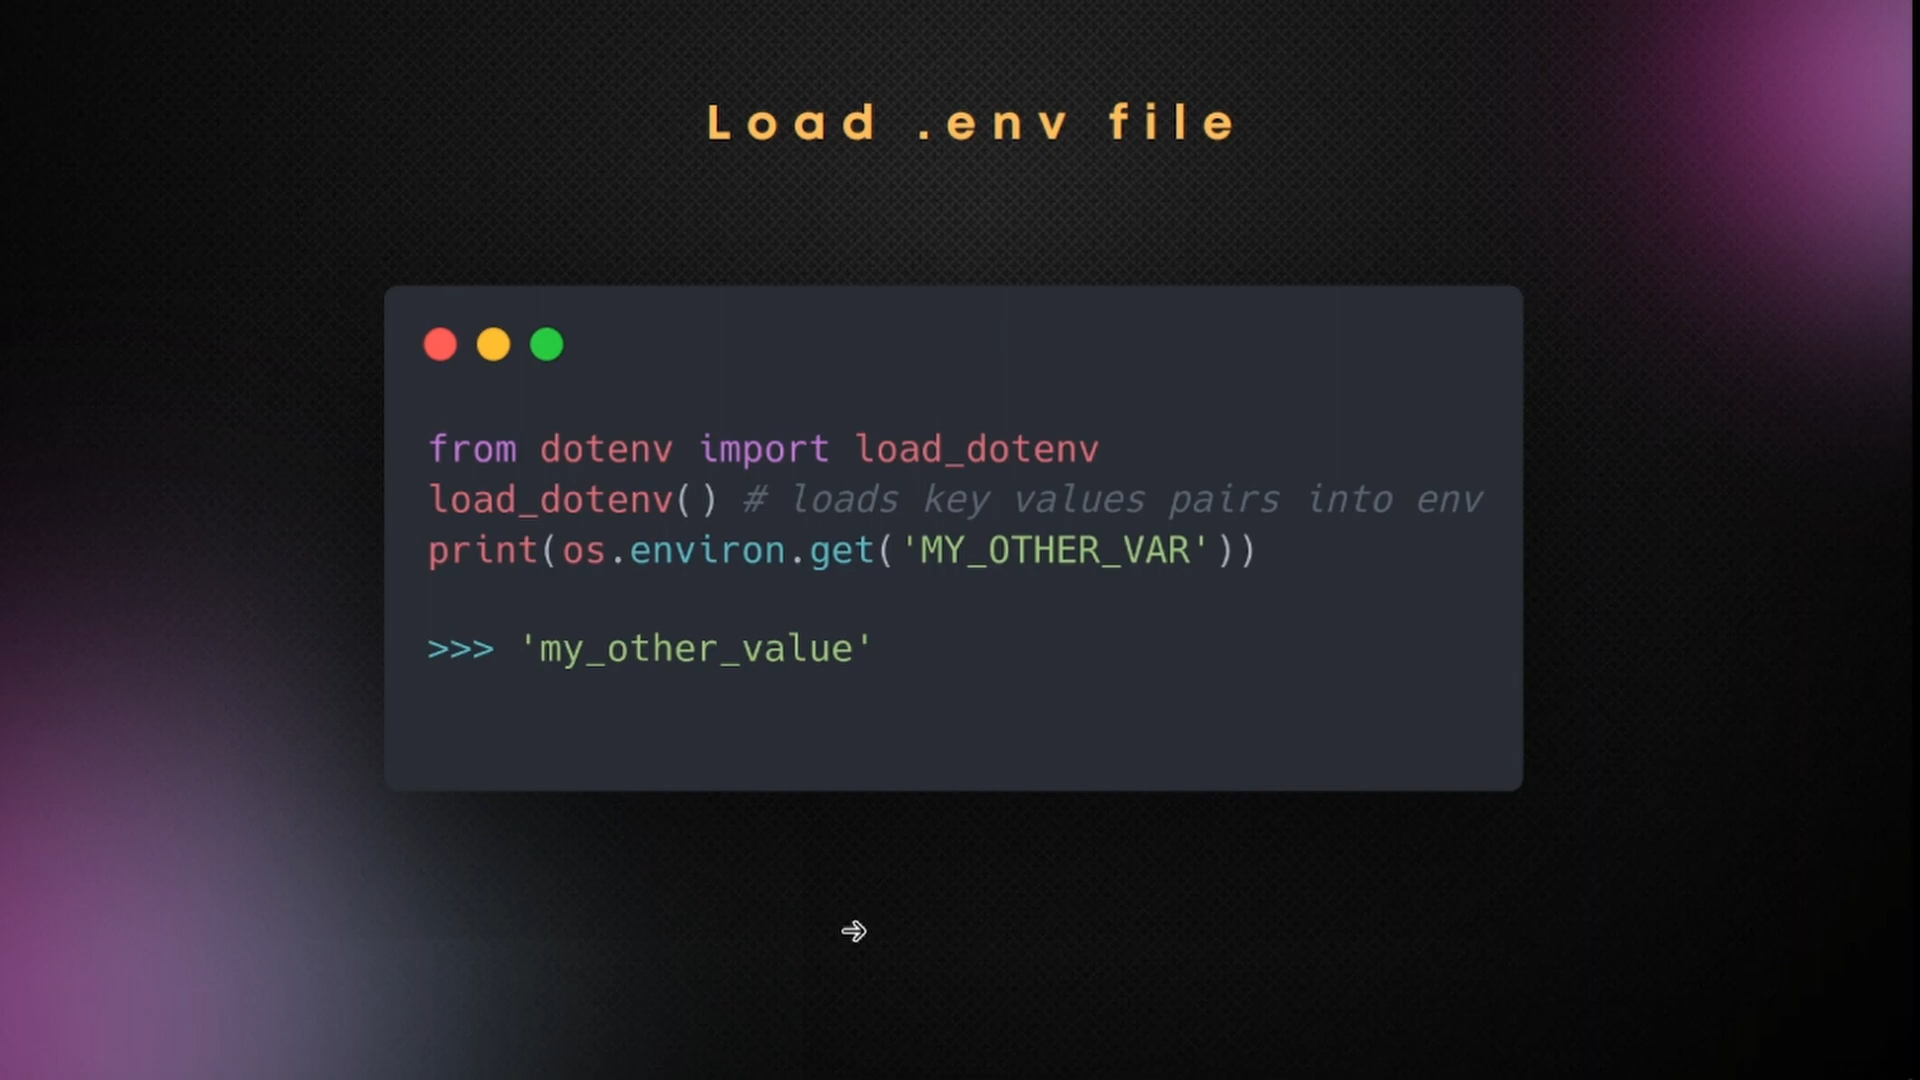 Load .env file
from dotenv import load_dotenv
load_dotenv() # loads key values pairs into env
print(os.environ.get('MY_OTHER_VAR'))
>>> 'my_other_value'